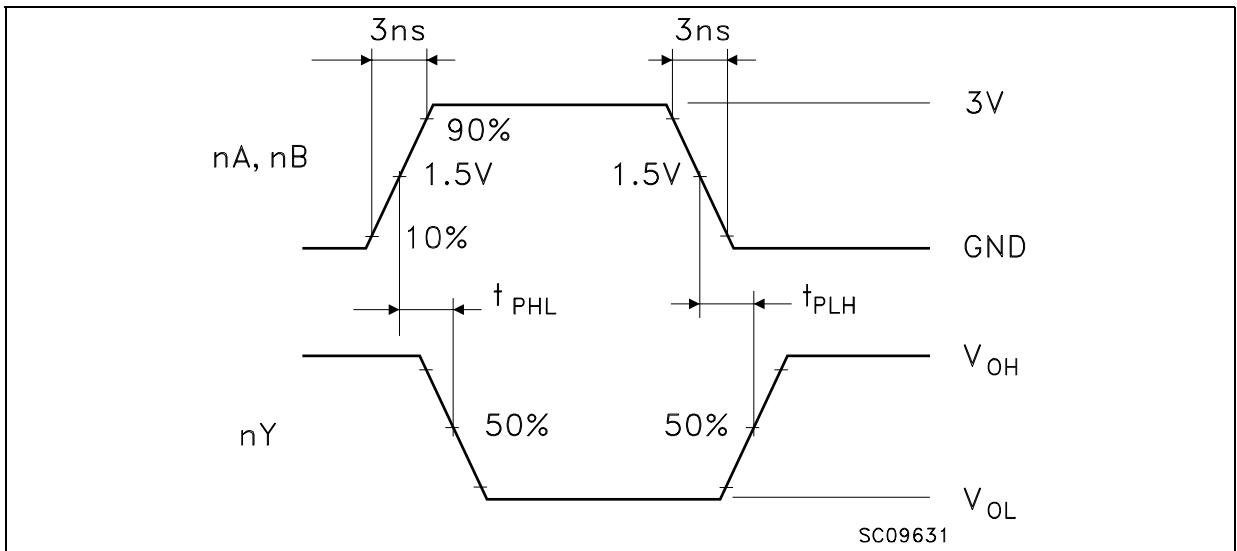 3ns 3ns
3V
90%
nA, nB
1.5V 1.5V
10%
GND
t PHL tPLH
VOH
50% 50%
nY
VOL
SC09631